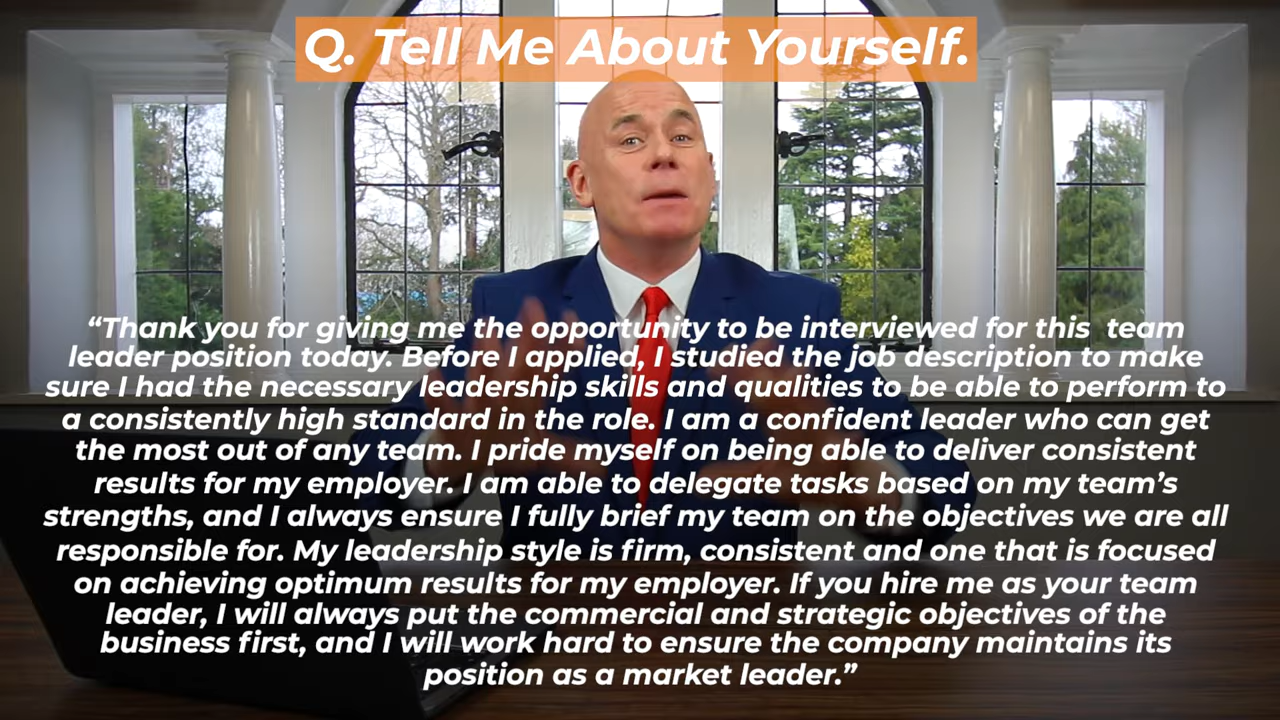 Q. Tell Me About Yourself.
“Thank you for giving me the opportunity to be interviewed for this  team
leader position today. Before I applied, I studied the job description to make
sure I had the necessary leadership skills and qualities to be able to perform to
a consistently high standard in the role. I am a confident leader who can get
the most out of any team. I pride myself on being able to deliver consistent
results for my employer. I am able to delegate tasks based on my team’s
strengths, and I always ensure I fully brief my team on the objectives we are all
responsible for. My leadership style is firm, consistent and one that is focused
on achieving optimum results for my employer. If you hire me as your team
leader, I will always put the commercial and strategic objectives of the
business first, and I will work hard to ensure the company maintains its
position as a market leader.”